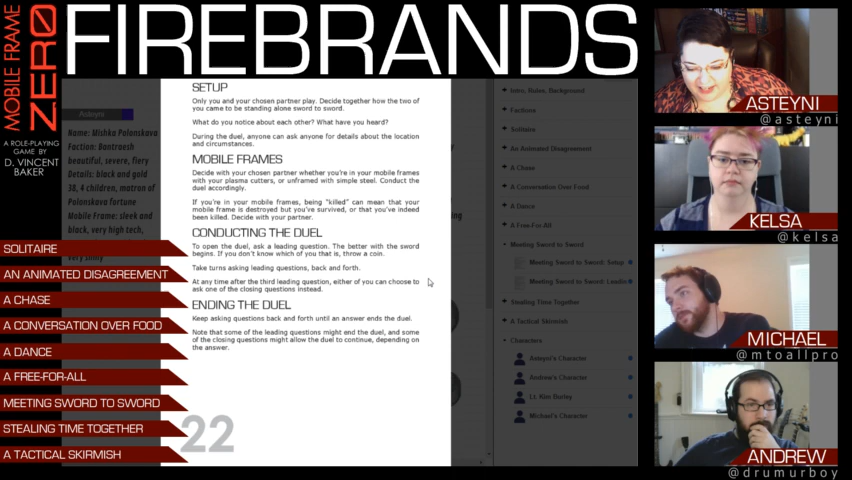 MOBILE FRAME
ZERO
FIREBRANDS
A ROLE-PLAYING
GAME BY
D. VINCENT
BAKER
Asteyni
Name: Mishka Polonskava
Faction: Bantraesh
beautiful, severe, fiery
Details: black and gold
38, 4 children, matron of
Polonskava fortune
Mobile Frame: sleek and
black, very high tech,
very shiny
SOLITAIRE
AN ANIMATED DISAGREEMENT
A CHASE
A CONVERSATION OVER FOOD
A DANCE
A FREE-FOR-ALL
MEETING SWORD TO SWORD
STEALING TIME TOGETHER
A TACTICAL SKIRMISH
SETUP
Only you and your chosen partner play. Decide together how the two of
you came to be standing alone sword to sword.
What do you notice about each other? What have you heard?
During the duel, anyone can ask anyone for details about the location
and circumstances.
MOBILE FRAMES
Decide with your chosen partner whether you're in your mobile frames
with your plasma cutters, or unframed with simple steel. Conduct the
duel accordingly.
If you're in your mobile frames, being "killed" can mean that your
mobile frame is destroyed but you've survived, or that you've indeed
been killed. Decide with your partner.
CONDUCTING THE DUEL
To open the duel, ask a leading question. The better with the sword
begins. If you don't know which of you that is, throw a coin.
Take turns asking leading questions, back and forth.
At any time after the third leading question, either of you can choose to
ask one of the closing questions instead.
ENDING THE DUEL
Keep asking questions back and forth until an answer ends the duel.
Note that some of the leading questions might end the duel, and some
of the closing questions might allow the duel to continue, depending on
the answer.
22
Intro, Rules, Background
Factions
Solitaire
An Animated Disagreement
A Chase
A Conversation Over Food
A Dance
A Free-For-All
Meeting Sword to Sword
Meeting Sword to Sword: Setup
Meeting Sword to Sword: Leadin
Stealing Time Together
A Tactical Skirmish
Characters
Asteyni's Character
Andrew's Character
Lt. Kim Burley
Michael's Character
ASTEYNI
@asteyni
KELSA
@kelsa
MICHAEL
@mtoallpro
ANDREW
@drumurboy